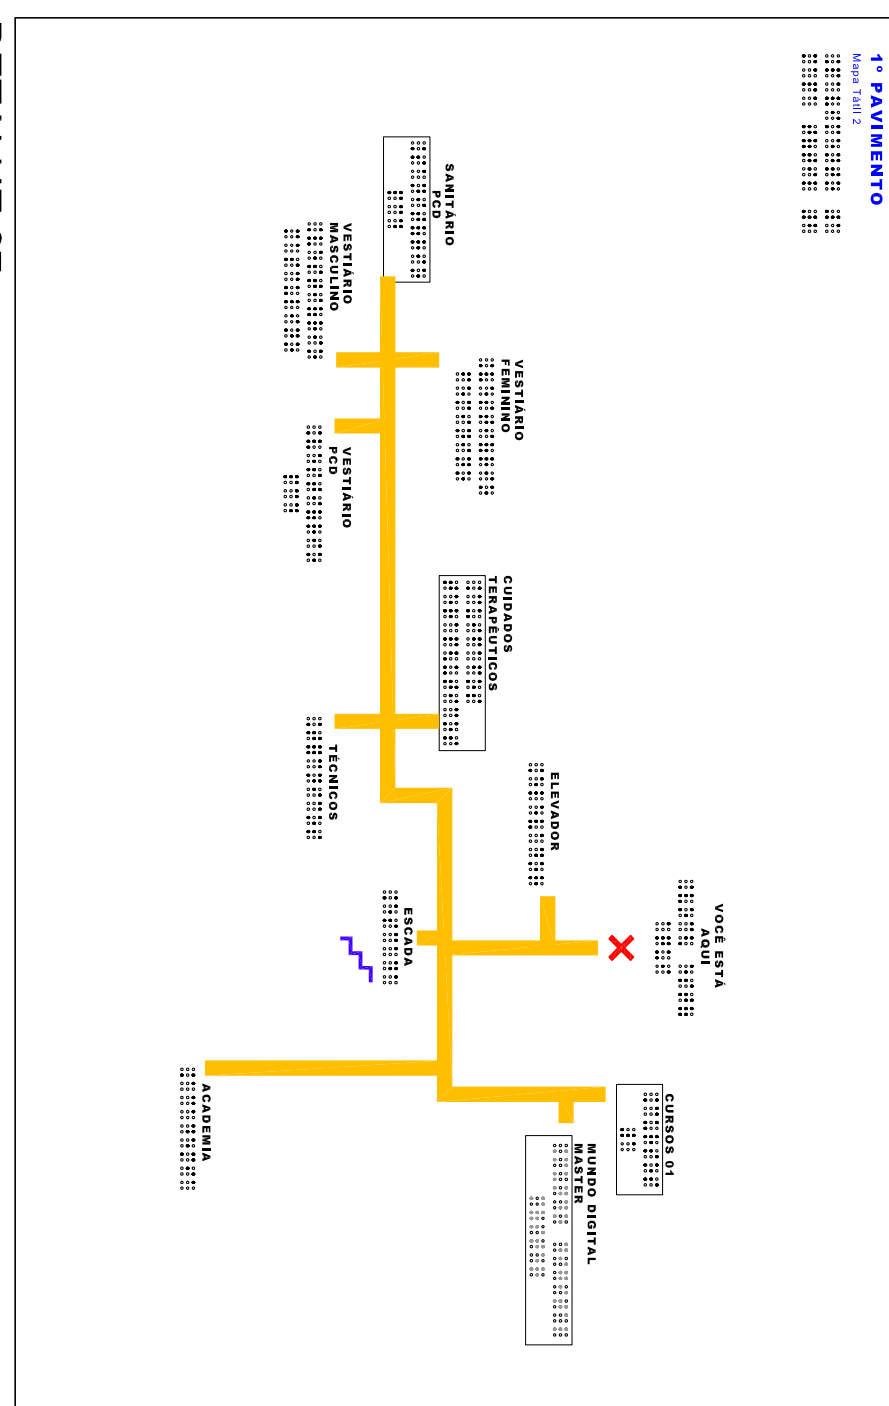 1º PAVIMENTO
Mapa Tátil 2
SANITÁRIO
PCD
VESTIÁRIO
MASCULINO
VESTIÁRIO
FEMININO
VESTIÁRIO
PCD
CUIDADOS
TERAPÊUTICOS
TÉCNICOS
ELEVADOR
VOCÊ ESTÁ
AQUI
ESCADA
ACADEMIA
CURSOS 01
MUNDO DIGITAL
MASTER